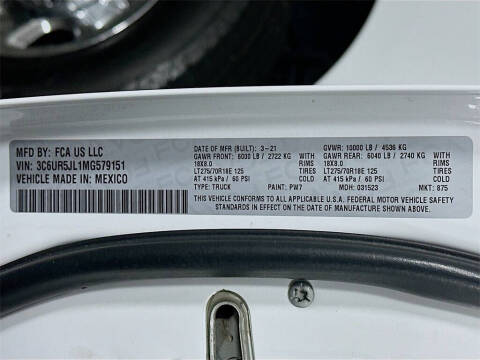 MFD BY: FCA US LLC
VIN: 3C6UR5JL1MG579151
VEHICLE MADE IN: MEXICO
DATE OF MFR (BUILT): 3-21 GVWR: 10000 LB / 4536 KG
GAWR FRONT: 6000 LB / 2722 KG WITH GAWR REAR: 6040 LB / 2740 KG WITH
18X8.0 RIMS 18X8.0 RIMS
LT275/70R18E 125 TIRES LT275/70R18E 125 TIRES
AT 415 kPa / 60 PSI COLD AT 415 kPa / 60 PSI COLD
TYPE: TRUCK PAINT: PW7 MDH: 031523 MKT: 875
THIS VEHICLE CONFORMS TO ALL APPLICABLE U.S.A. FEDERAL MOTOR VEHICLE SAFETY
STANDARDS IN EFFECT ON THE DATE OF MANUFACTURE SHOWN ABOVE.